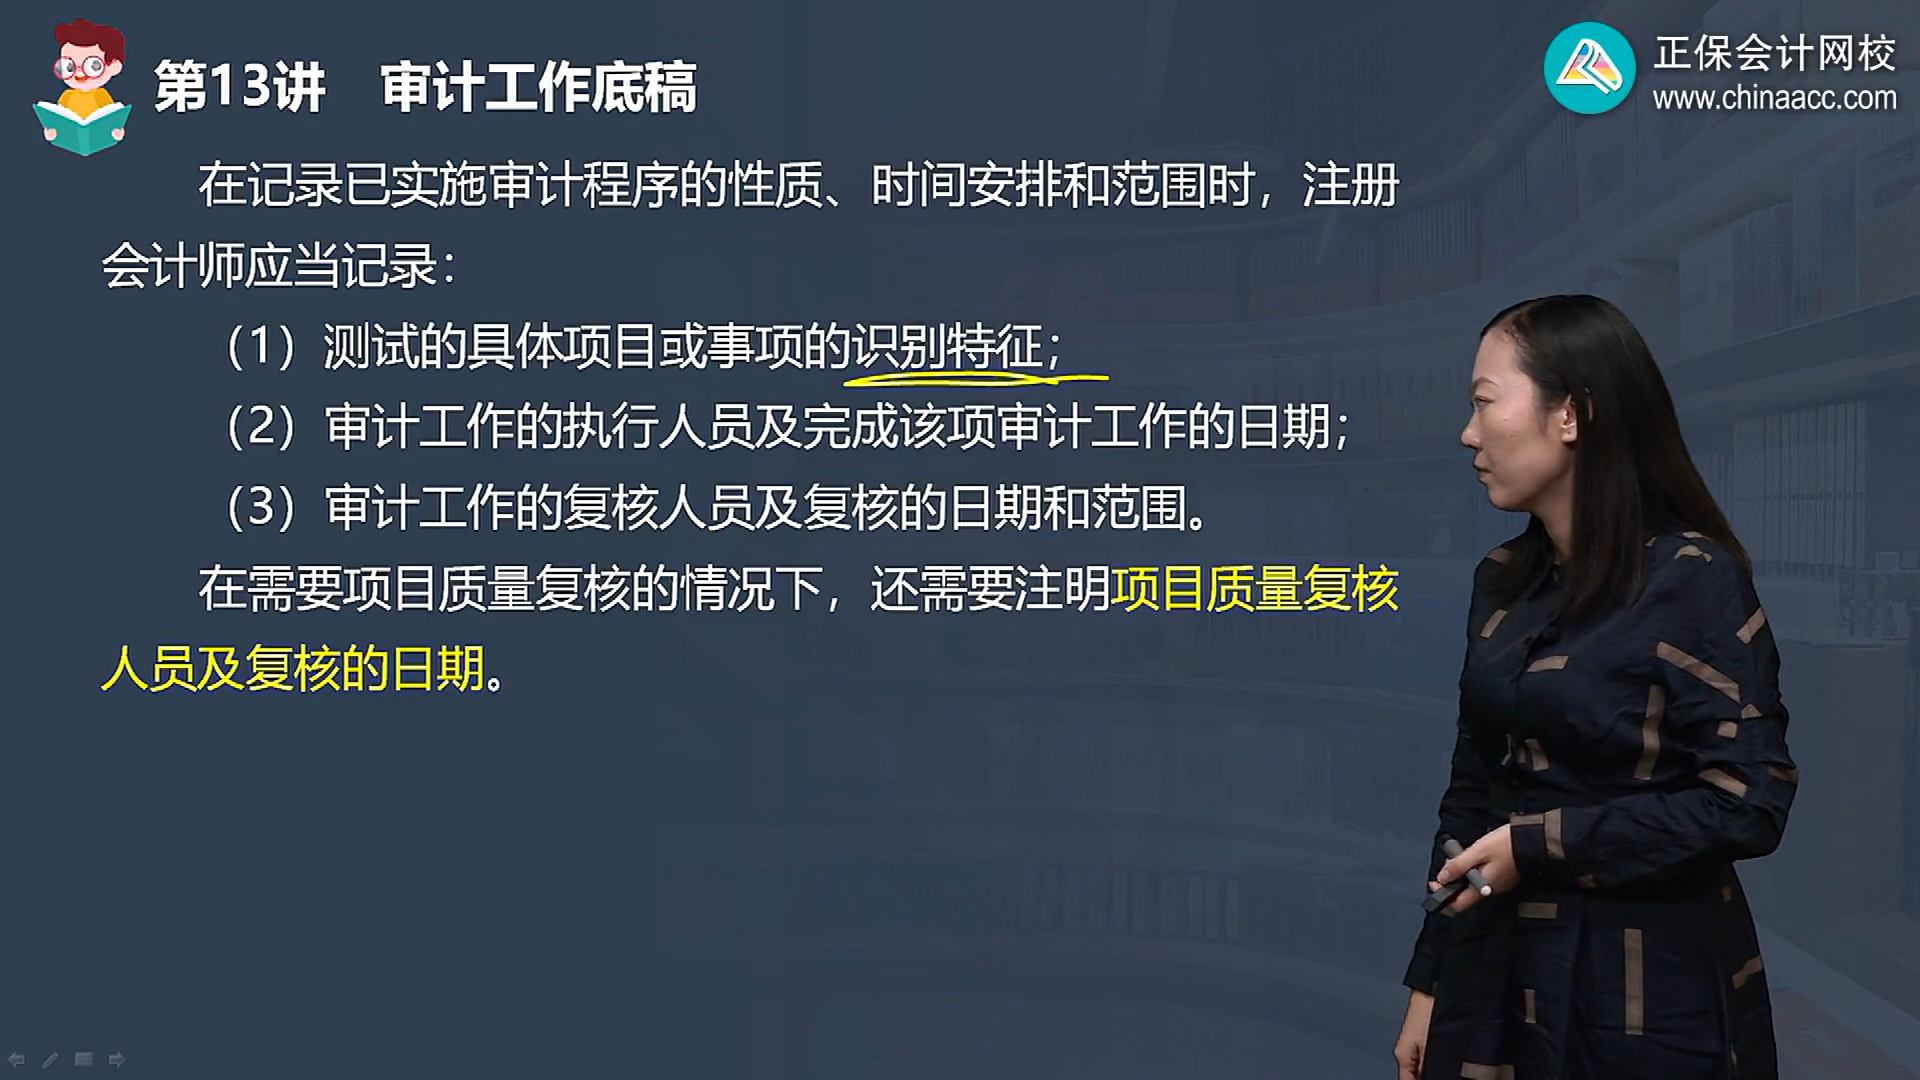 第13讲 审计工作底稿
正保会计网校
www.chinaacc.com
在记录已实施审计程序的性质、时间安排和范围时，注册
会计师应当记录：
（1）测试的具体项目或事项的识别特征；
（2）审计工作的执行人员及完成该项审计工作的日期；
（3）审计工作的复核人员及复核的日期和范围。
在需要项目质量复核的情况下，还需要注明项目质量复核
人员及复核的日期。